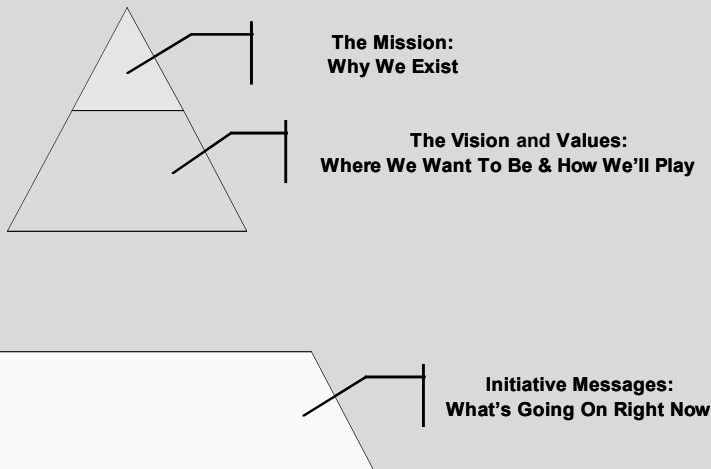 The Mission:
Why We Exist
The Vision and Values:
Where We Want To Be & How We’ll Play
Initiative Messages:
What’s Going On Right Now